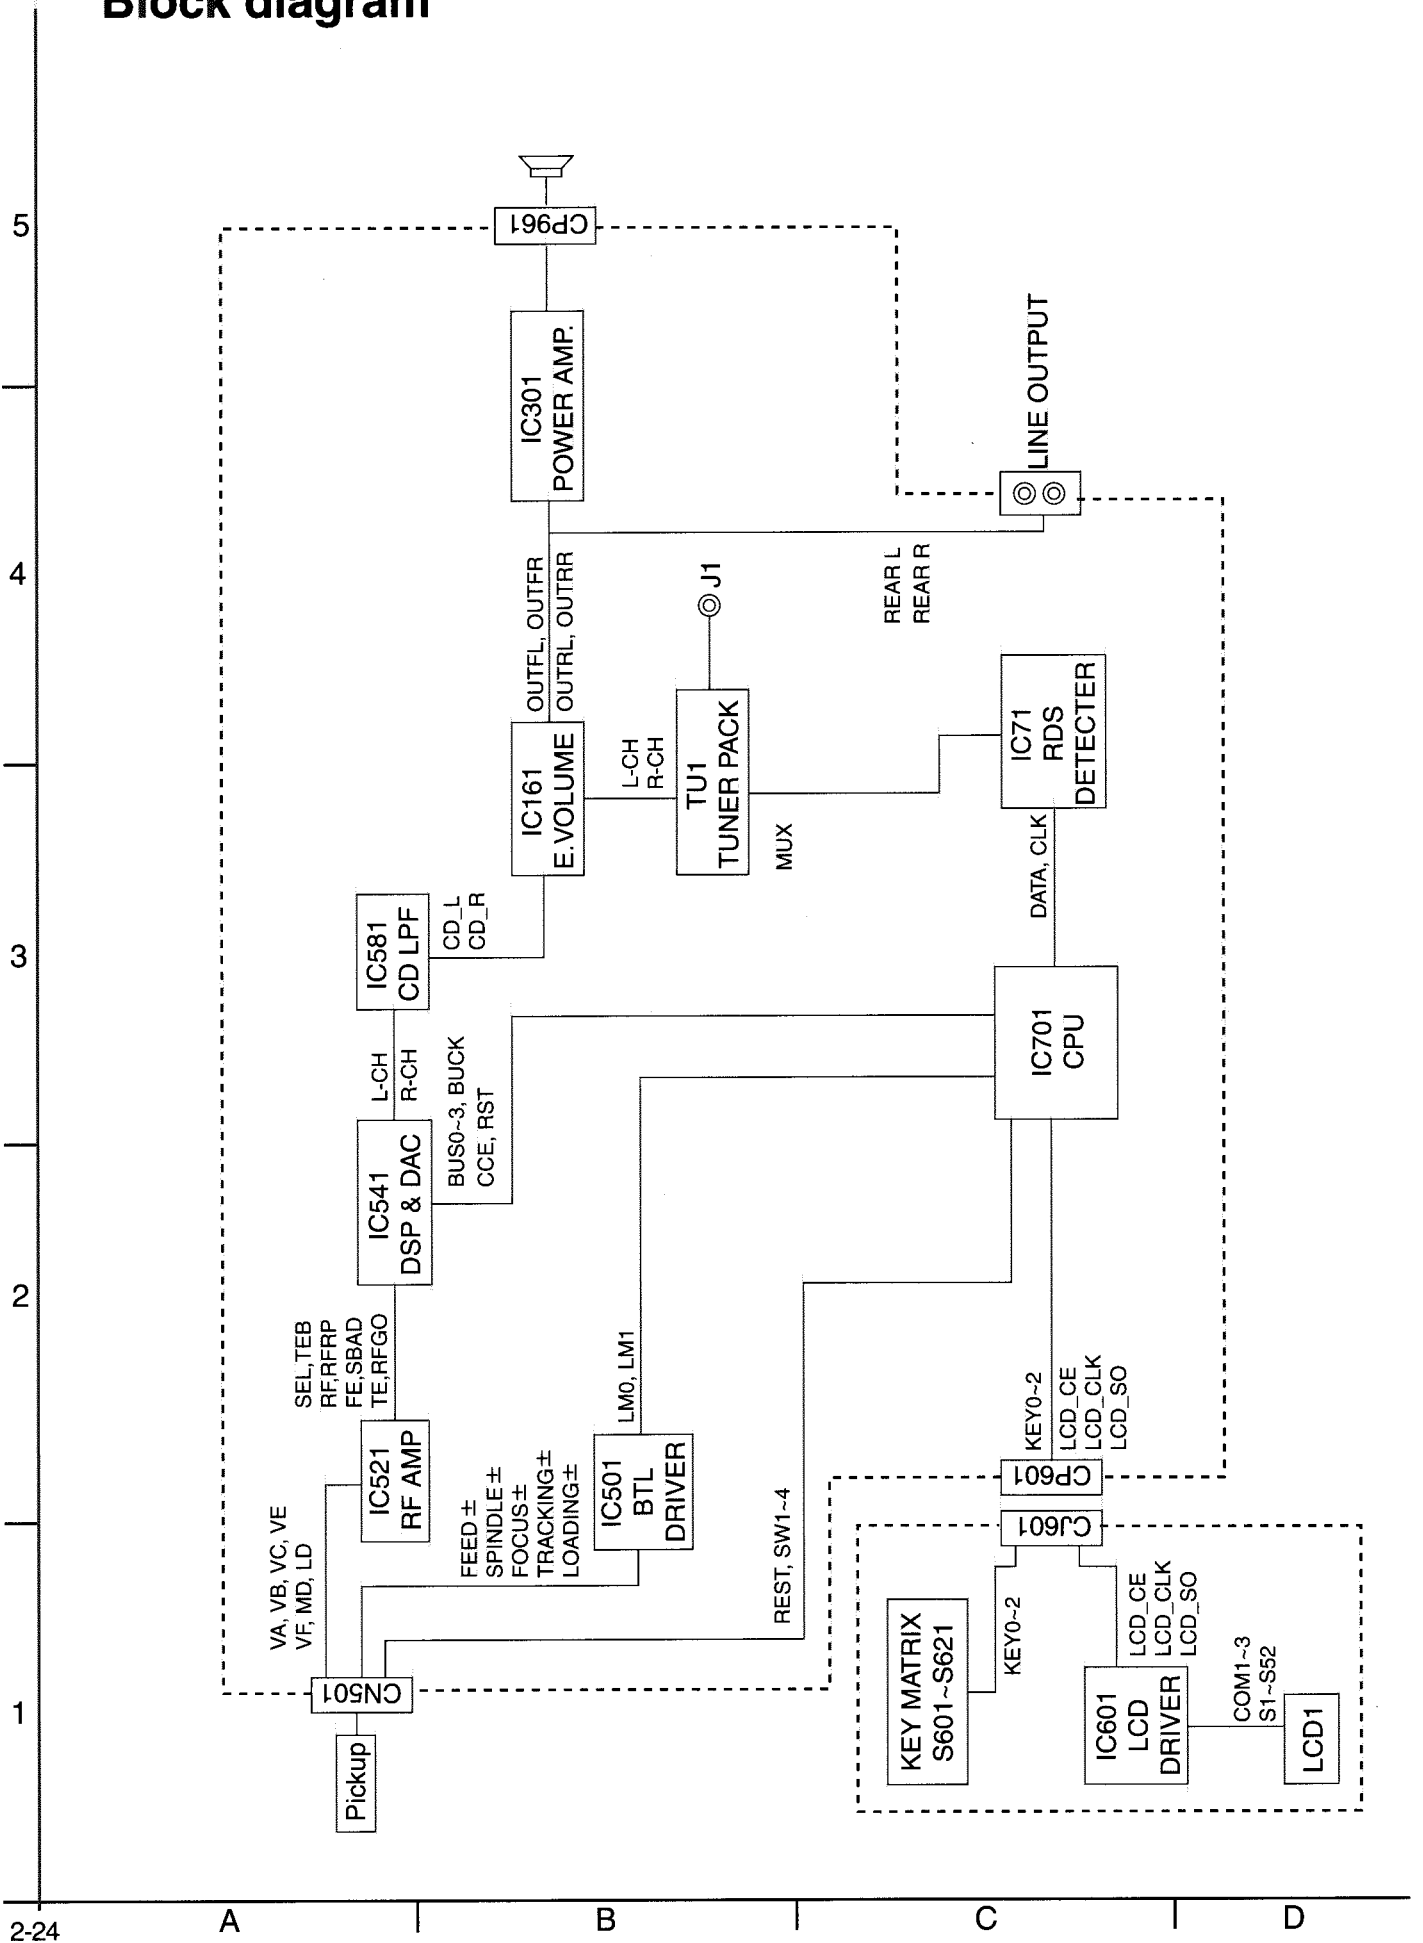 Block diagram
5
4
3
2
1
CP961
IC301
POWER AMP.
LINE OUTPUT
OUTFL, OUTFR
OUTRL, OUTRR
J1
REAR L
REAR R
IC161
E.VOLUME
L-CH
R-CH
TU1
TUNER PACK
MUX
IC71
RDS
DETECTER
DATA, CLK
IC581
CD LPF
CD_L
CD_R
L-CH
R-CH
IC541
DSP & DAC
BUS0~3, BUCK
CCE, RST
IC701
CPU
SEL,TEB
RF,RFRP
FE,SBAD
TE,RFGO
IC521
RF AMP
LM0, LM1
IC501
BTL
DRIVER
KEY0~2
LCD_CE
LCD_CLK
LCD_SO
CP601
CJ601
VA, VB, VC, VE
VF, MD, LD
FEED±
SPINDLE±
FOCUS±
TRACKING±
LOADING±
REST, SW1~4
CN501
Pickup
KEY MATRIX
S601~S621
KEY0~2
LCD_CE
LCD_CLK
LCD_SO
IC601
LCD
DRIVER
COM1~3
S1~S52
LCD1
2-24
A
B
C
D